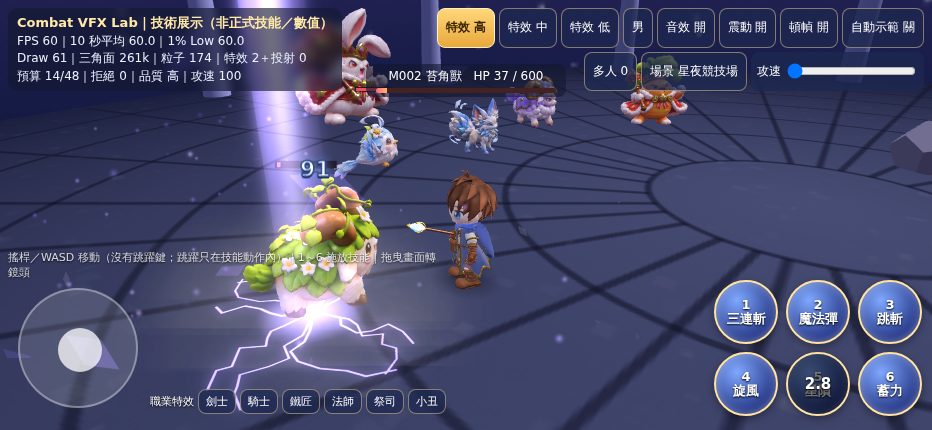 Combat VFX Lab｜技術展示（非正式技能／數值）
FPS 60｜10 秒平均 60.0｜1% Low 60.0
Draw 61｜三角面 261k｜粒子 174｜特效 2＋投射 0
預算 14/48｜拒絕 0｜品質 高｜攻速 100
特效 高
特效 中
特效 低
男
音效 開
震動 開
頓幀 開
自動示範 關
多人 0
場景 星夜競技場
攻速
M002 苔角獸 HP 37 / 600
91
搖桿／WASD 移動（沒有跳躍鍵；跳躍只在技能動作內）｜1～6 施放技能｜拖曳畫面轉
鏡頭
1
三連斬
2
魔法彈
3
跳斬
4
旋風
2.8
6
蓄力
職業特效
劍士
騎士
鐵匠
法師
祭司
小丑